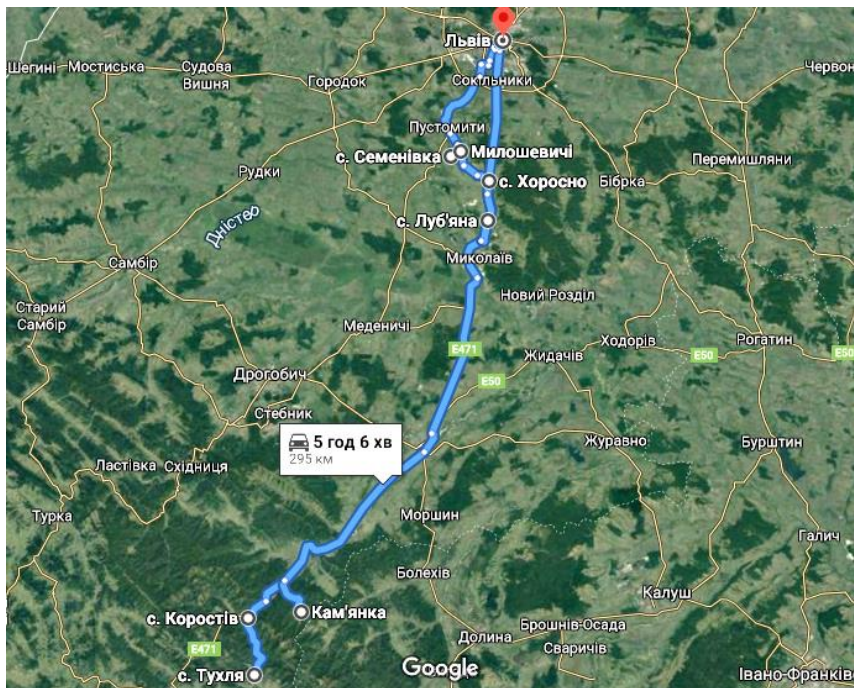 Львів
Шегині
Мостиська
Судова
Вишня
Городок
Сокільники
Червон
Пустомити
Милошевичі
с. Семенівка
Перемишляни
Рудки
с. Хоросно
Бібрка
Дністер
с. Луб'яна
Миколаїв
Самбір
Новий Розділ
Старий
Самбір
Меденичі
Ходорів
Рогатин
E471
Жидачів
E50
E50
E50
Дрогобич
Стебник
5 год 6 хв
295 км
Журавно
Бурштин
Ластівка
Східниця
Турка
Моршин
Галич
Болехів
Калуш
с. Коростів
Кам'янка
Брошнів-Осада
E471
Долина
Сваричів
с. Тухля
Google
Івано-Франків